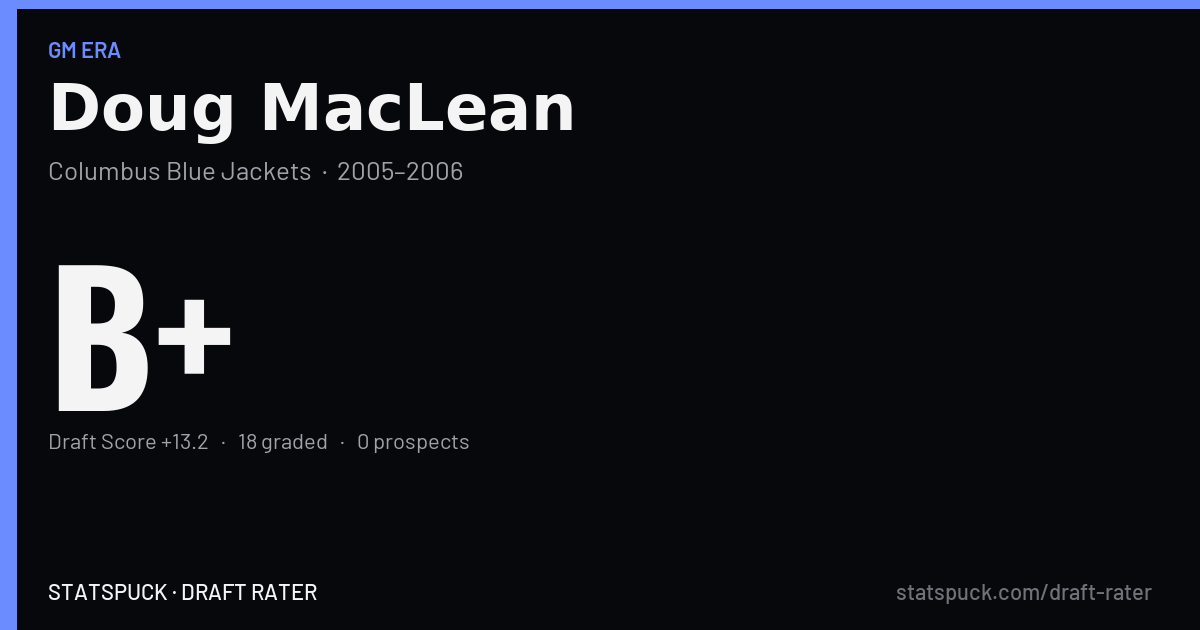 GM ERA
Doug MacLean
Columbus Blue Jackets · 2005–2006
B+
Draft Score +13.2 · 18 graded · 0 prospects
STATSPUCK · DRAFT RATER
statspuck.com/draft-rater